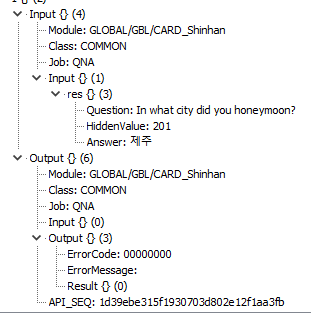 Input {} (4)
Module: GLOBAL/GBL/CARD_Shinhan
Class: COMMON
Job: QNA
Input {} (1)
res {} (3)
Question: In what city did you honeymoon?
HiddenValue: 201
Answer: 제주
Output {} (6)
Module: GLOBAL/GBL/CARD_Shinhan
Class: COMMON
Job: QNA
Input {} (0)
Output {} (3)
ErrorCode: 00000000
ErrorMessage:
Result {} (0)
API_SEQ: 1d39ebe315f1930703d802e12f1aa3fb